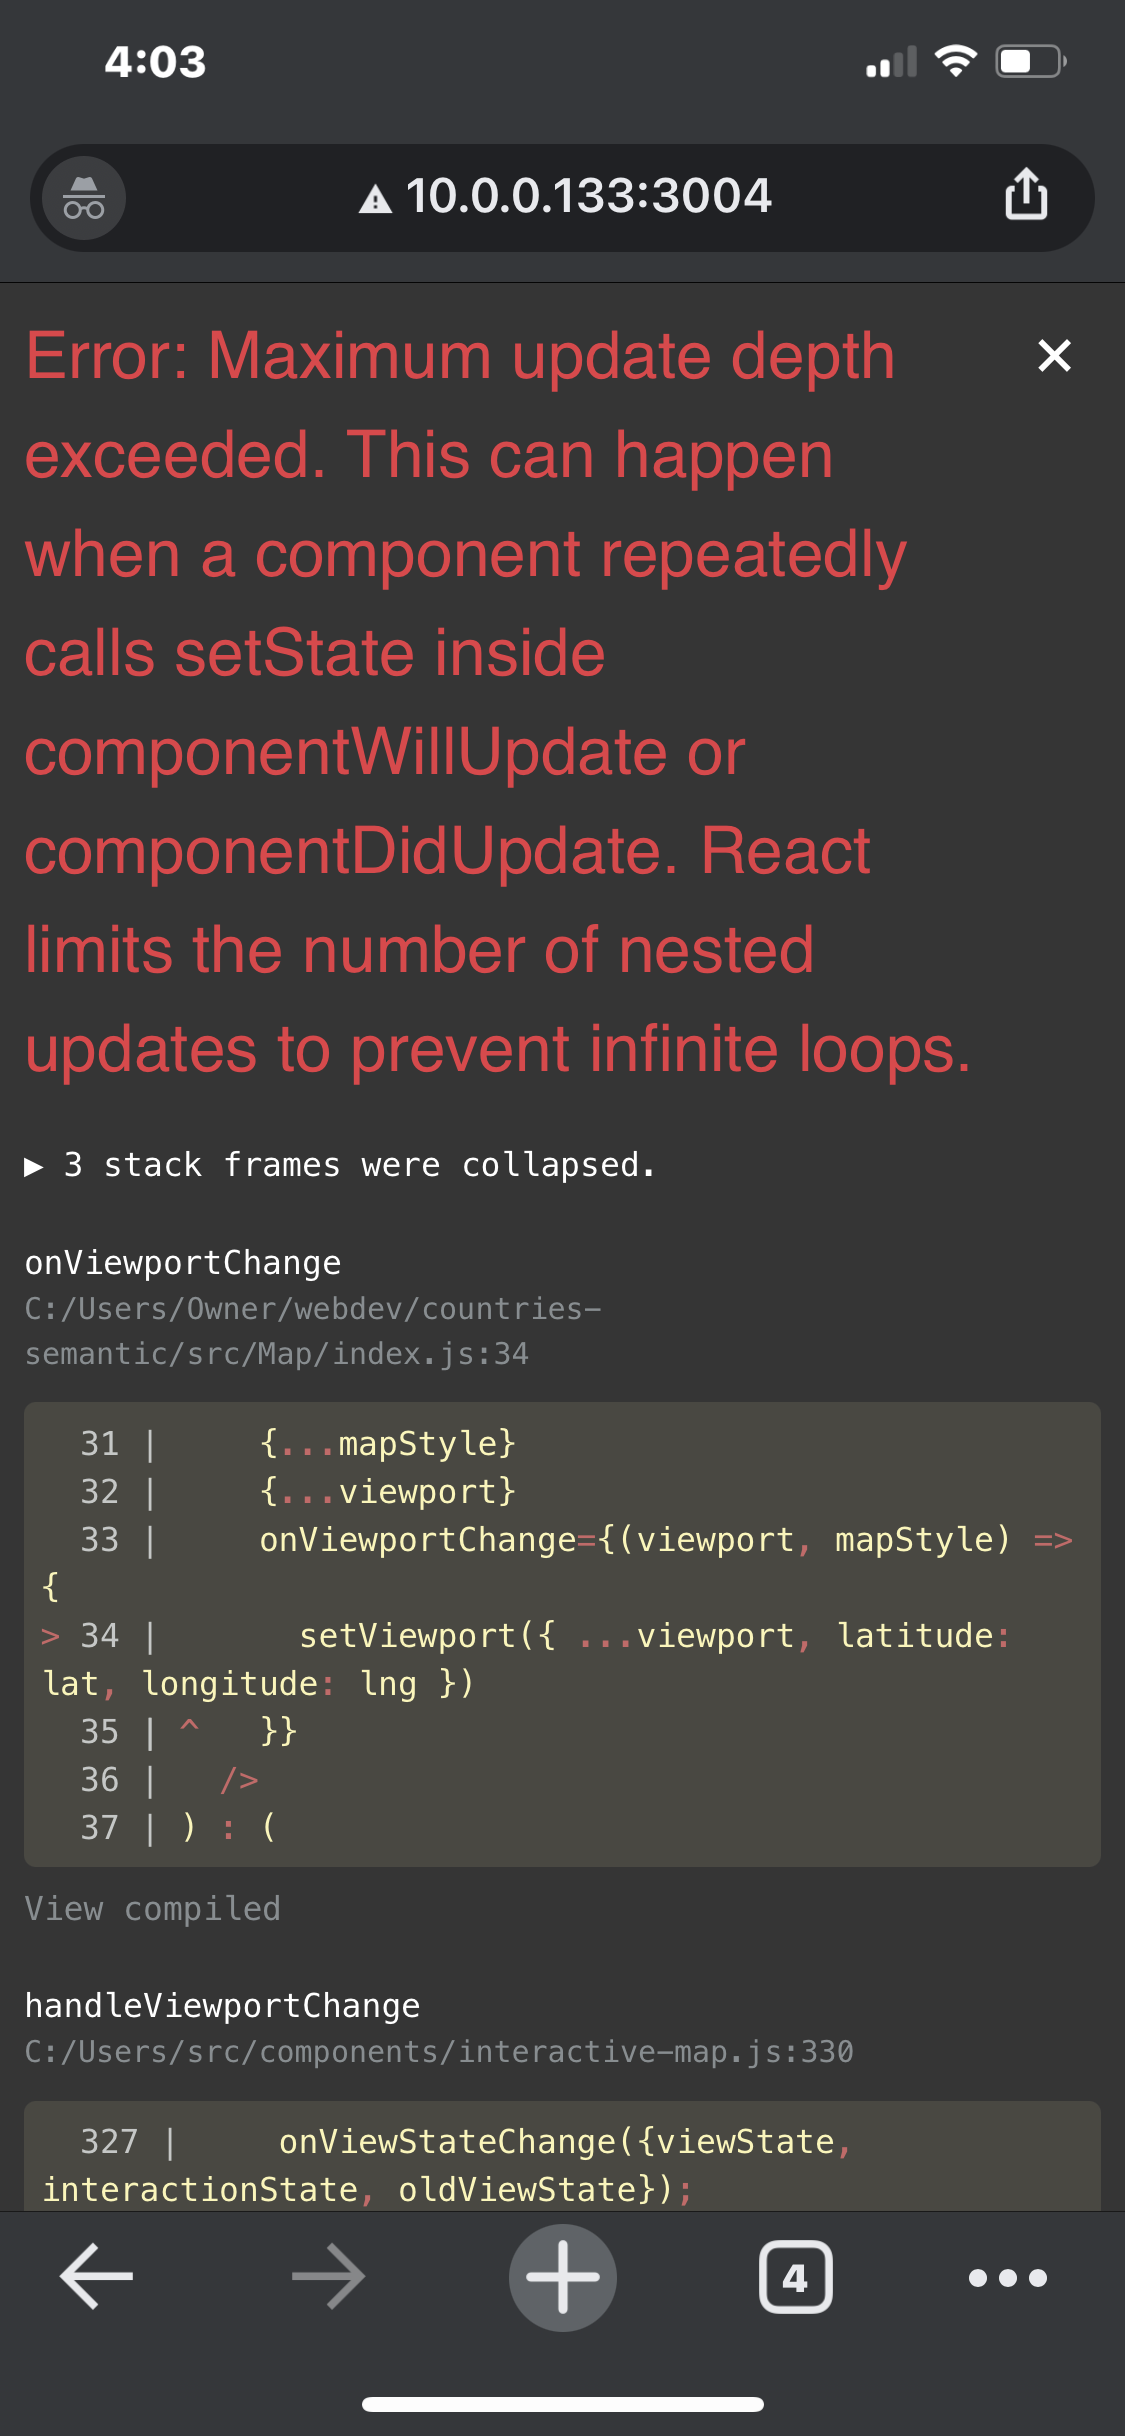 4:03
10.0.0.133:3004
Error: Maximum update depth
exceeded. This can happen
when a component repeatedly
calls setState inside
componentWillUpdate or
componentDidUpdate. React
limits the number of nested
updates to prevent infinite loops.
▶ 3 stack frames were collapsed.
onViewportChange
C:/Users/Owner/webdev/countries-
semantic/src/Map/index.js:34
31 | {...mapStyle}
32 | {...viewport}
33 | onViewportChange={(viewport, mapStyle) =>
{
> 34 | setViewport({ ...viewport, latitude:
lat, longitude: lng })
35 | ^ }}
36 | />
37 | ) : (
View compiled
handleViewportChange
C:/Users/src/components/interactive-map.js:330
327 | onViewStateChange({viewState,
interactionState, oldViewState});
4